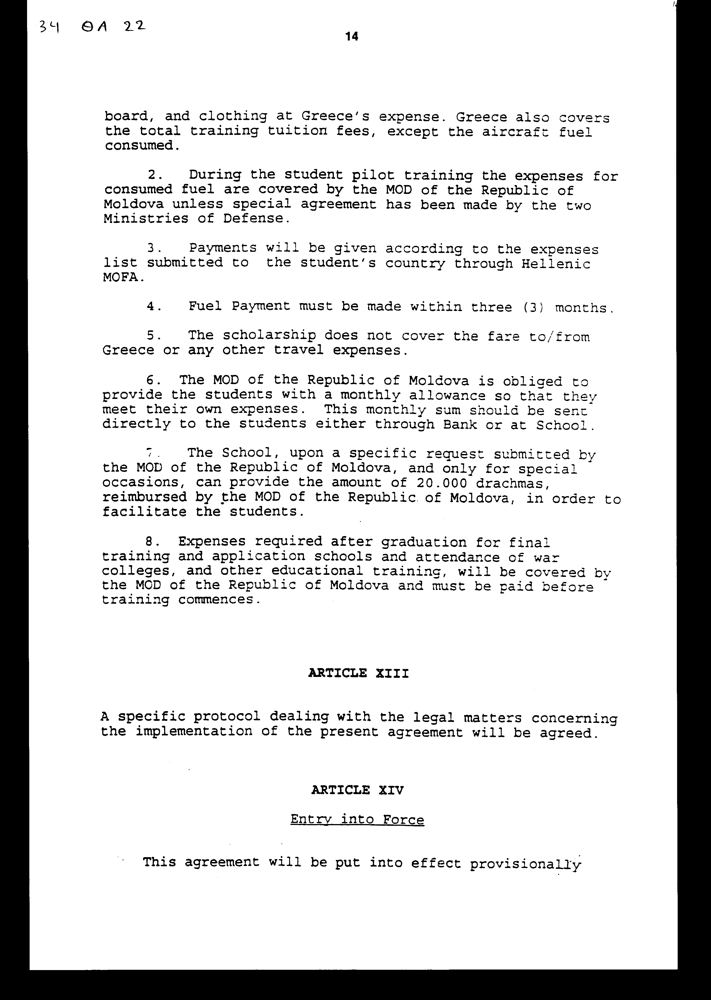 34 ΘΛ 22
14
board, and clothing at Greece's expense. Greece also covers
the total training tuition fees, except the aircraft fuel
consumed.
2. During the student pilot training the expenses for
consumed fuel are covered by the MOD of the Republic of
Moldova unless special agreement has been made by the two
Ministries of Defense.
3. Payments will be given according to the expenses
list submitted to the student's country through Hellenic
MOFA.
4. Fuel Payment must be made within three (3) months.
5. The scholarship does not cover the fare to/from
Greece or any other travel expenses.
6. The MOD of the Republic of Moldova is obliged to
provide the students with a monthly allowance so that they
meet their own expenses. This monthly sum should be sent
directly to the students either through Bank or at School.
7. The School, upon a specific request submitted by
the MOD of the Republic of Moldova, and only for special
occasions, can provide the amount of 20.000 drachmas,
reimbursed by the MOD of the Republic of Moldova, in order to
facilitate the students.
8. Expenses required after graduation for final
training and application schools and attendance of war
colleges, and other educational training, will be covered by
the MOD of the Republic of Moldova and must be paid before
training commences.
ARTICLE XIII
A specific protocol dealing with the legal matters concerning
the implementation of the present agreement will be agreed.
ARTICLE XIV
Entry into Force
This agreement will be put into effect provisionally